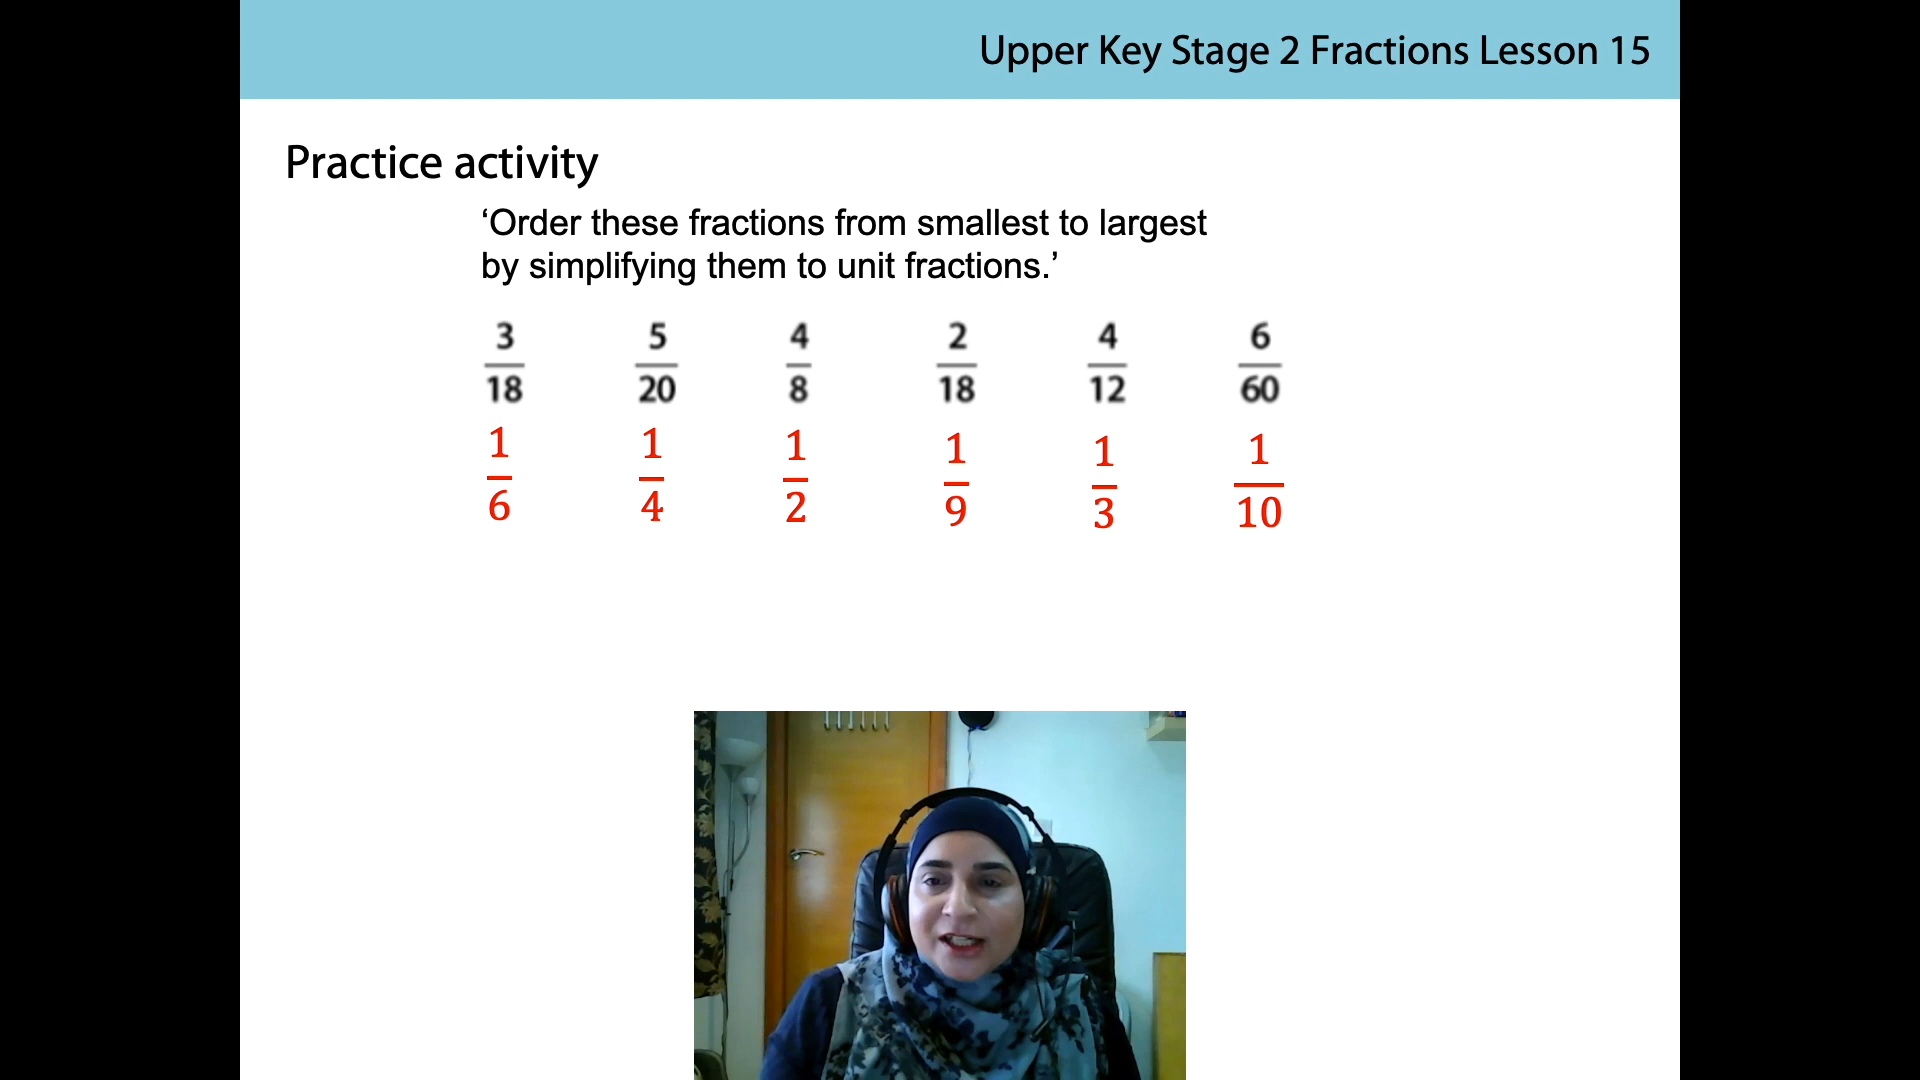 Upper Key Stage 2 Fractions Lesson 15
Practice activity
‘Order these fractions from smallest to largest
by simplifying them to unit fractions.’
3/18 5/20 4/8 2/18 4/12 6/60
1/6 1/4 1/2 1/9 1/3 1/10